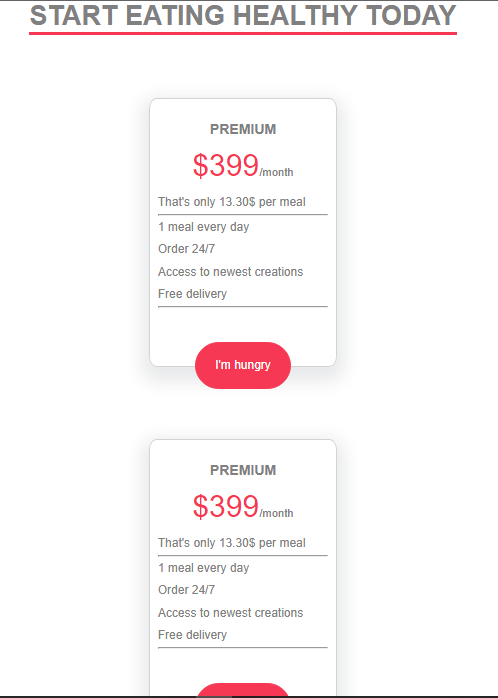 START EATING HEALTHY TODAY
PREMIUM
$399/month
That's only 13.30$ per meal
1 meal every day
Order 24/7
Access to newest creations
Free delivery
I'm hungry
PREMIUM
$399/month
That's only 13.30$ per meal
1 meal every day
Order 24/7
Access to newest creations
Free delivery